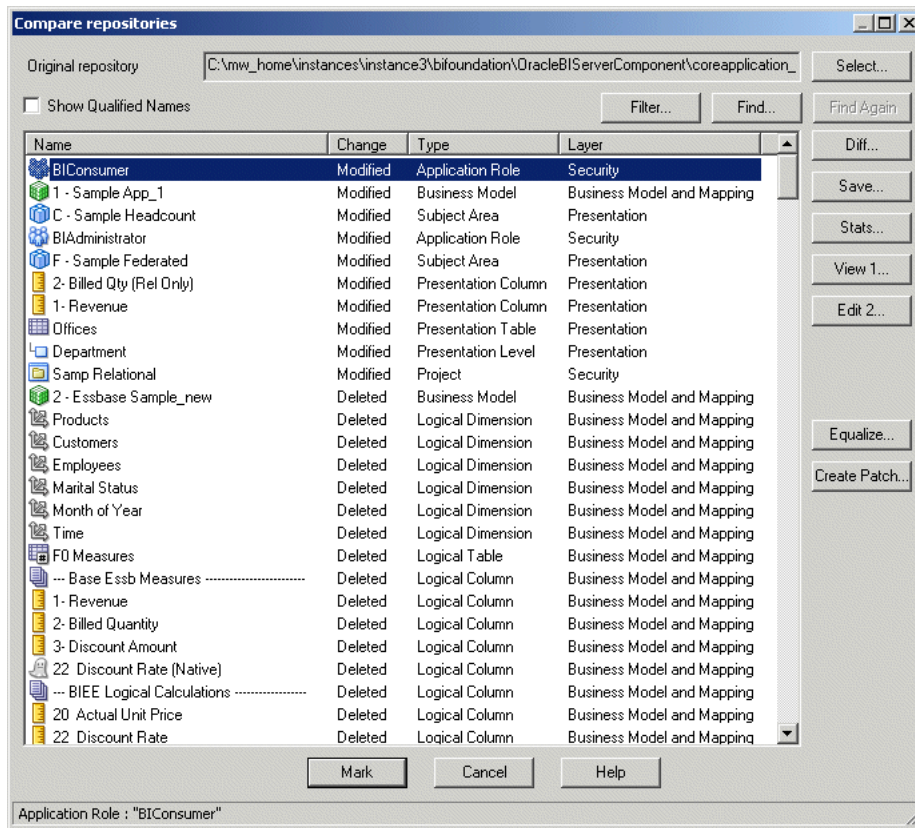 Compare repositories
Original repository C:\mw_home\instances\instance3\bifoundation\OracleBIServerComponent\coreapplication_ Select...
Show Qualified Names Filter... Find... Find Again
Name Change Type Layer Diff...
BIConsumer Modified Application Role Security
1 - Sample App_1 Modified Business Model Business Model and Mapping Save...
C - Sample Headcount Modified Subject Area Presentation
BIAdministrator Modified Application Role Security Stats...
F - Sample Federated Modified Subject Area Presentation
2- Billed Qty (Rel Only) Modified Presentation Column Presentation View 1...
1- Revenue Modified Presentation Column Presentation
Offices Modified Presentation Table Presentation Edit 2...
Department Modified Presentation Level Presentation
Samp Relational Modified Project Security
2 - Essbase Sample_new Deleted Business Model Business Model and Mapping
Products Deleted Logical Dimension Business Model and Mapping
Customers Deleted Logical Dimension Business Model and Mapping Equalize...
Employees Deleted Logical Dimension Business Model and Mapping
Marital Status Deleted Logical Dimension Business Model and Mapping Create Patch...
Month of Year Deleted Logical Dimension Business Model and Mapping
Time Deleted Logical Dimension Business Model and Mapping
F0 Measures Deleted Logical Table Business Model and Mapping
--- Base Essb Measures ------------------------ Deleted Logical Column Business Model and Mapping
1- Revenue Deleted Logical Column Business Model and Mapping
2- Billed Quantity Deleted Logical Column Business Model and Mapping
3- Discount Amount Deleted Logical Column Business Model and Mapping
22 Discount Rate (Native) Deleted Logical Column Business Model and Mapping
--- BIEE Logical Calculations ----------------- Deleted Logical Column Business Model and Mapping
20 Actual Unit Price Deleted Logical Column Business Model and Mapping
22 Discount Rate Deleted Logical Column Business Model and Mapping
Mark Cancel Help
Application Role : "BIConsumer"